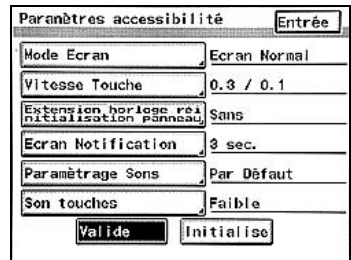 Paramètres accessibilité Entrée
Mode Ecran Ecran Normal
Vitesse Touche 0.3 / 0.1
Extension horloge réi
nitialisation panneau Sans
Ecran Notification 3 sec.
Paramètrage Sons Par Défaut
Son touches Faible
Valide Initialise